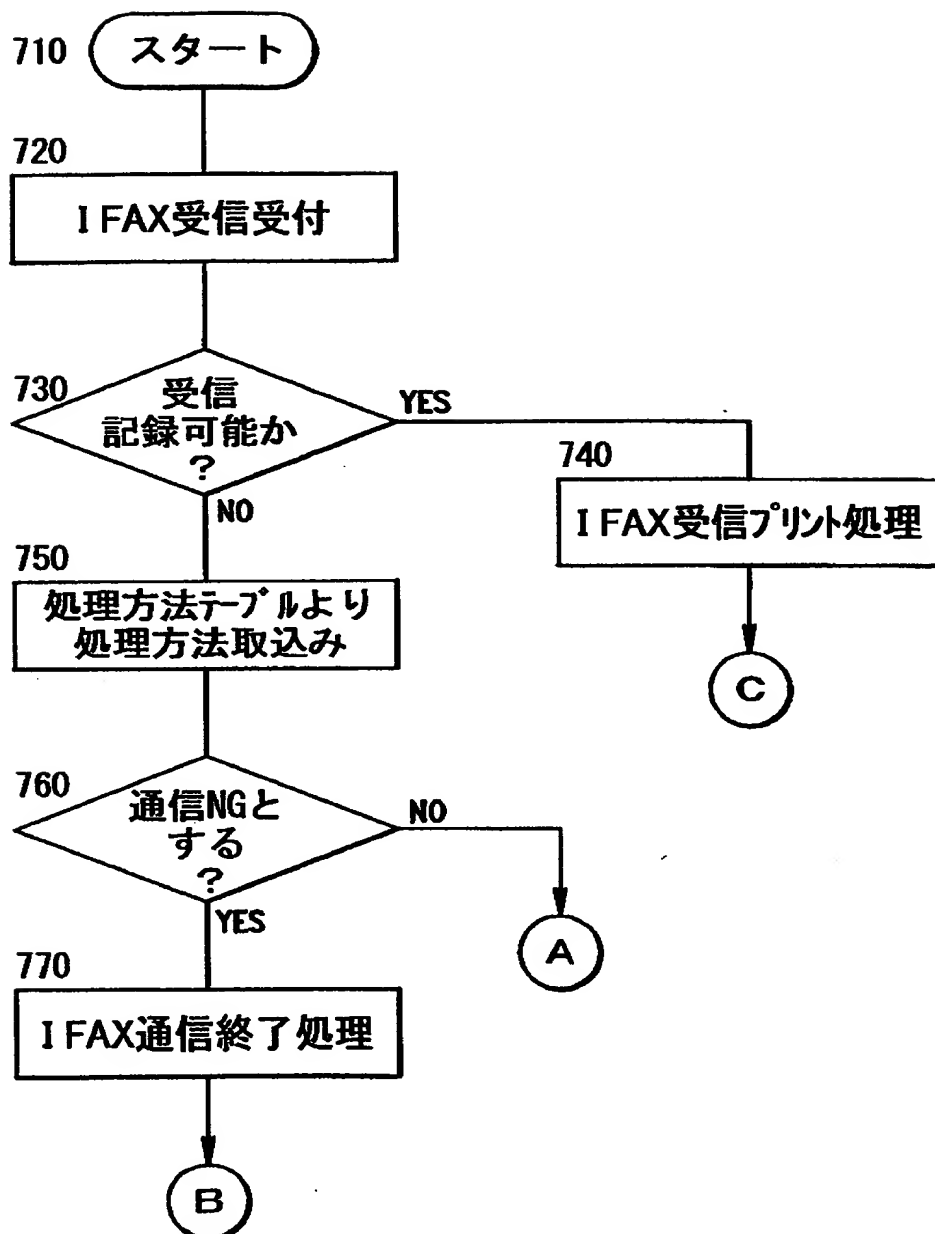 710
スタート
720
I FAX受信受付
730
受信
記録可能か
?
YES
NO
740
I FAX受信プリント処理
C
750
処理方法テーブルより
処理方法取込み
760
通信NGと
する
?
NO
YES
A
770
I FAX通信終了処理
B